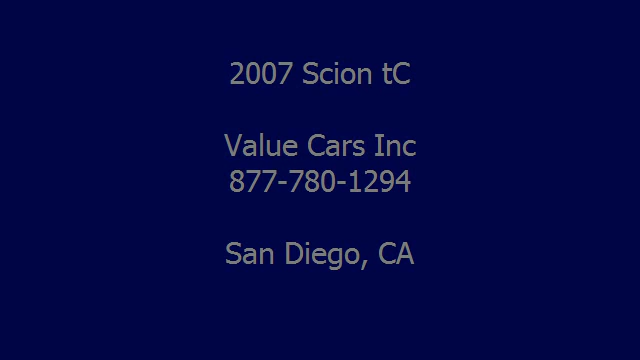 2007 Scion tC
Value Cars Inc
877-780-1294
San Diego, CA